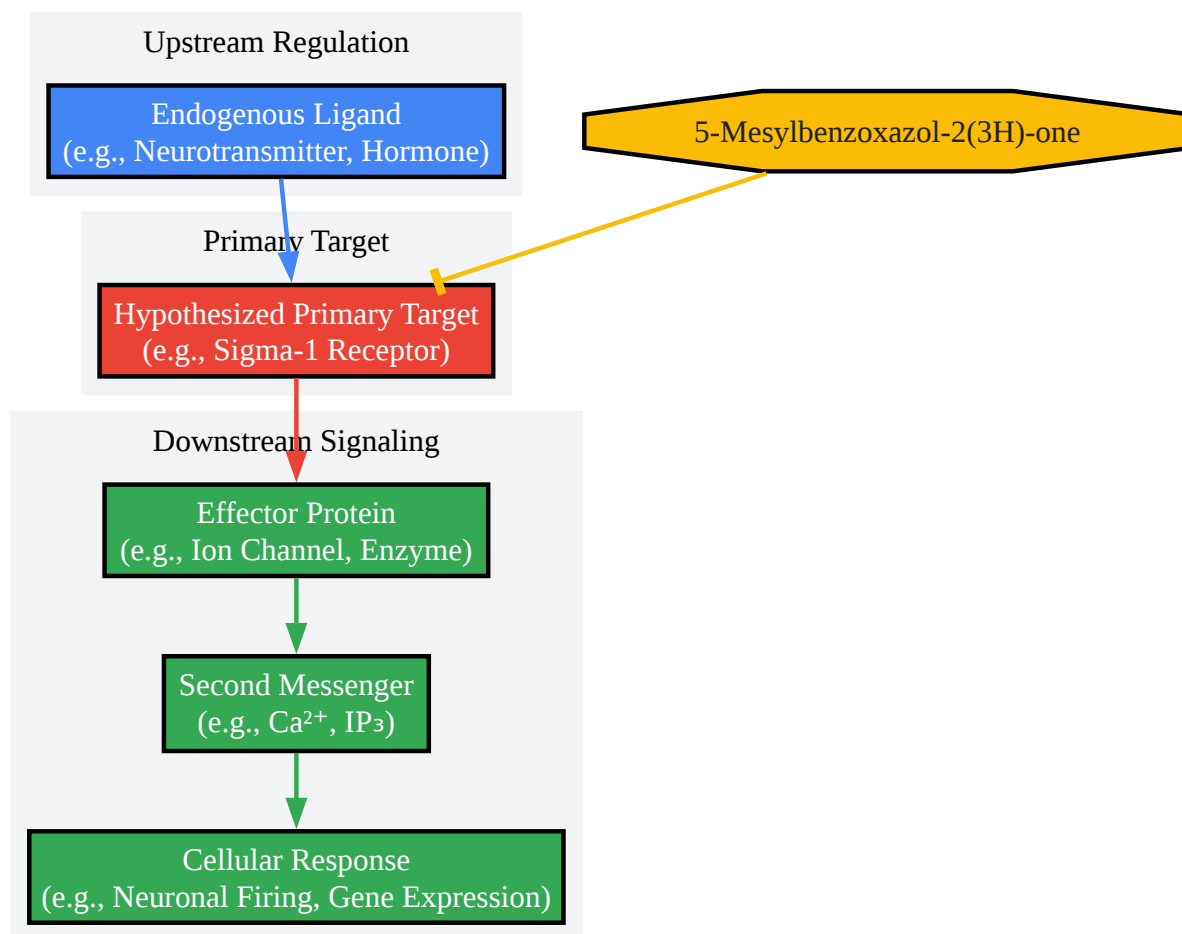 Upstream Regulation
Endogenous Ligand
(e.g., Neurotransmitter, Hormone)
5-Mesylbenzoxazol-2(3H)-one
Primary Target
Hypothesized Primary Target
(e.g., Sigma-1 Receptor)
Downstream Signaling
Effector Protein
(e.g., Ion Channel, Enzyme)
Second Messenger
(e.g., Ca²⁺, IP₃)
Cellular Response
(e.g., Neuronal Firing, Gene Expression)